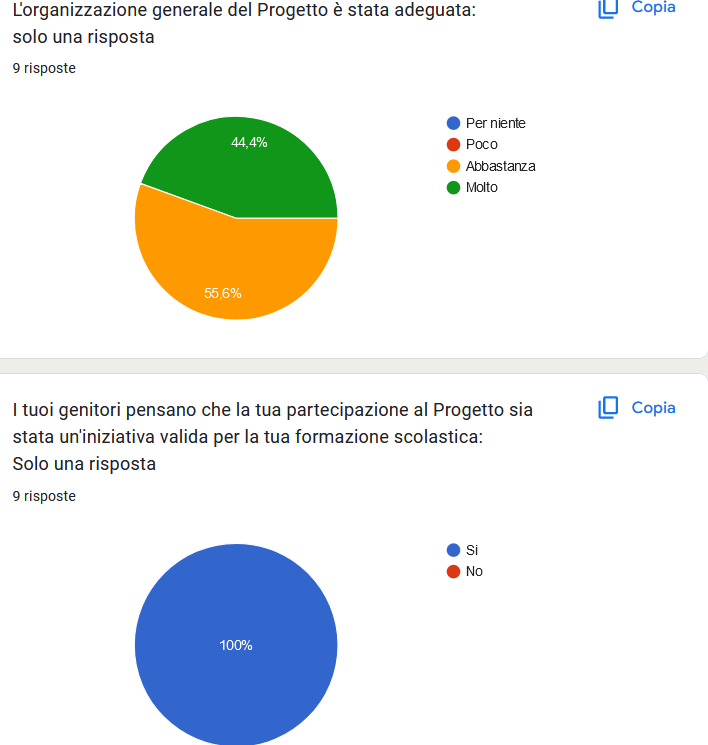 L'organizzazione generale del Progetto è stata adeguata:
Copia
solo una risposta
9 risposte
Per niente
Poco
Abbastanza
Molto
44,4%
55,6%
I tuoi genitori pensano che la tua partecipazione al Progetto sia
Copia
stata un'iniziativa valida per la tua formazione scolastica:
Solo una risposta
9 risposte
Si
No
100%